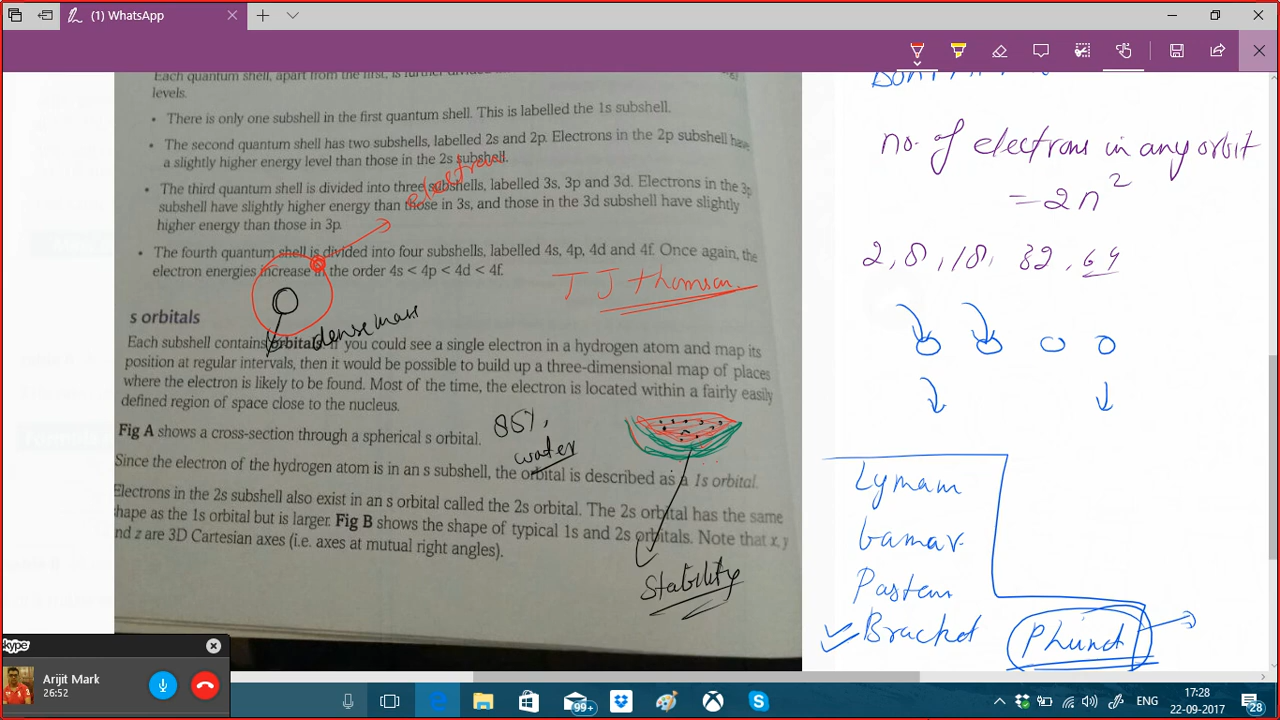 (1) WhatsApp
Each quantum shell, apart from the first, is further
levels.
• There is only one subshell in the first quantum shell. This is labelled the 1s subshell.
• The second quantum shell has two subshells, labelled 2s and 2p. Electrons in the 2p subshell have
a slightly higher energy level than those in the 2s subshell.
electron
• The third quantum shell is divided into three subshells, labelled 3s, 3p and 3d. Electrons in the 3p
subshell have slightly higher energy than those in 3s, and those in the 3d subshell have slightly
higher energy than those in 3p.
• The fourth quantum shell is divided into four subshells, labelled 4s, 4p, 4d and 4f. Once again, the
electron energies increase in the order 4s < 4p < 4d < 4f.
J J thomson.
s orbitals
dense mass
Each subshell contains orbitals. If you could see a single electron in a hydrogen atom and map its
position at regular intervals, then it would be possible to build up a three-dimensional map of places
where the electron is likely to be found. Most of the time, the electron is located within a fairly easily
defined region of space close to the nucleus.
85%
water
Fig A shows a cross-section through a spherical s orbital.
Since the electron of the hydrogen atom is in an s subshell, the orbital is described as a 1s orbital.
Electrons in the 2s subshell also exist in an s orbital called the 2s orbital. The 2s orbital has the same
shape as the 1s orbital but is larger. Fig B shows the shape of typical 1s and 2s orbitals. Note that x, y
and z are 3D Cartesian axes (i.e. axes at mutual right angles).
Stability
no. of electrons in any orbit
= 2n²
2, 8, 18, 32, 64
Lymam
bamar
Pastem
Bracket
Phund
skype
Arijit Mark
26:52
99+
ENG
17:28
22-09-2017
28